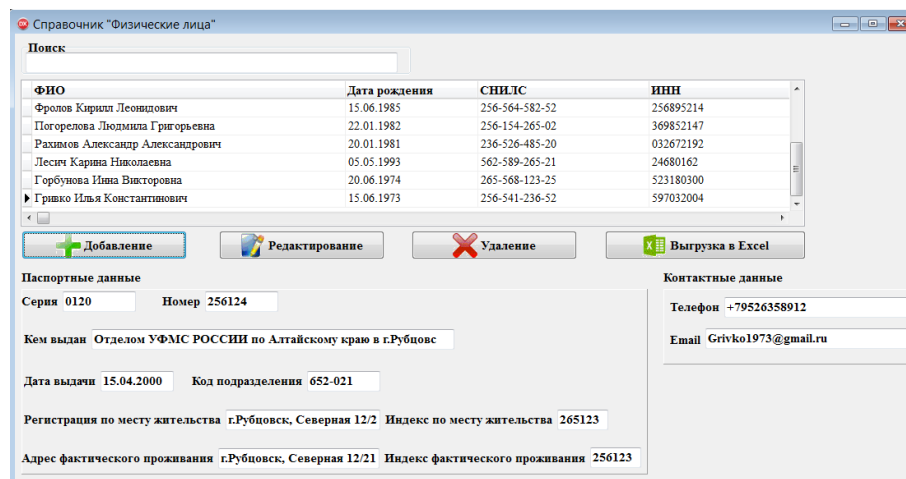 Справочник "Физические лица"
Поиск
ФИО Дата рождения СНИЛС ИНН
Фролов Кирилл Леонидович 15.06.1985 256-564-582-52 256895214
Погорелова Людмила Григорьевна 22.01.1982 256-154-265-02 369852147
Рахимов Александр Александрович 20.01.1981 236-526-485-20 032672192
Лесич Карина Николаевна 05.05.1993 562-589-265-21 24680162
Горбунова Инна Викторовна 20.06.1974 265-568-123-25 523180300
Гривко Илья Константинович 15.06.1973 256-541-236-52 597032004
Добавление Редактирование Удаление Выгрузка в Excel
Паспортные данные Контактные данные
Серия 0120 Номер 256124 Телефон +79526358912
Кем выдан Отделом УФМС РОССИИ по Алтайскому краю в г.Рубцовс Email Grivko1973@gmail.ru
Дата выдачи 15.04.2000 Код подразделения 652-021
Регистрация по месту жительства г.Рубцовск, Северная 12/2 Индекс по месту жительства 265123
Адрес фактического проживания г.Рубцовск, Северная 12/21 Индекс фактического проживания 256123